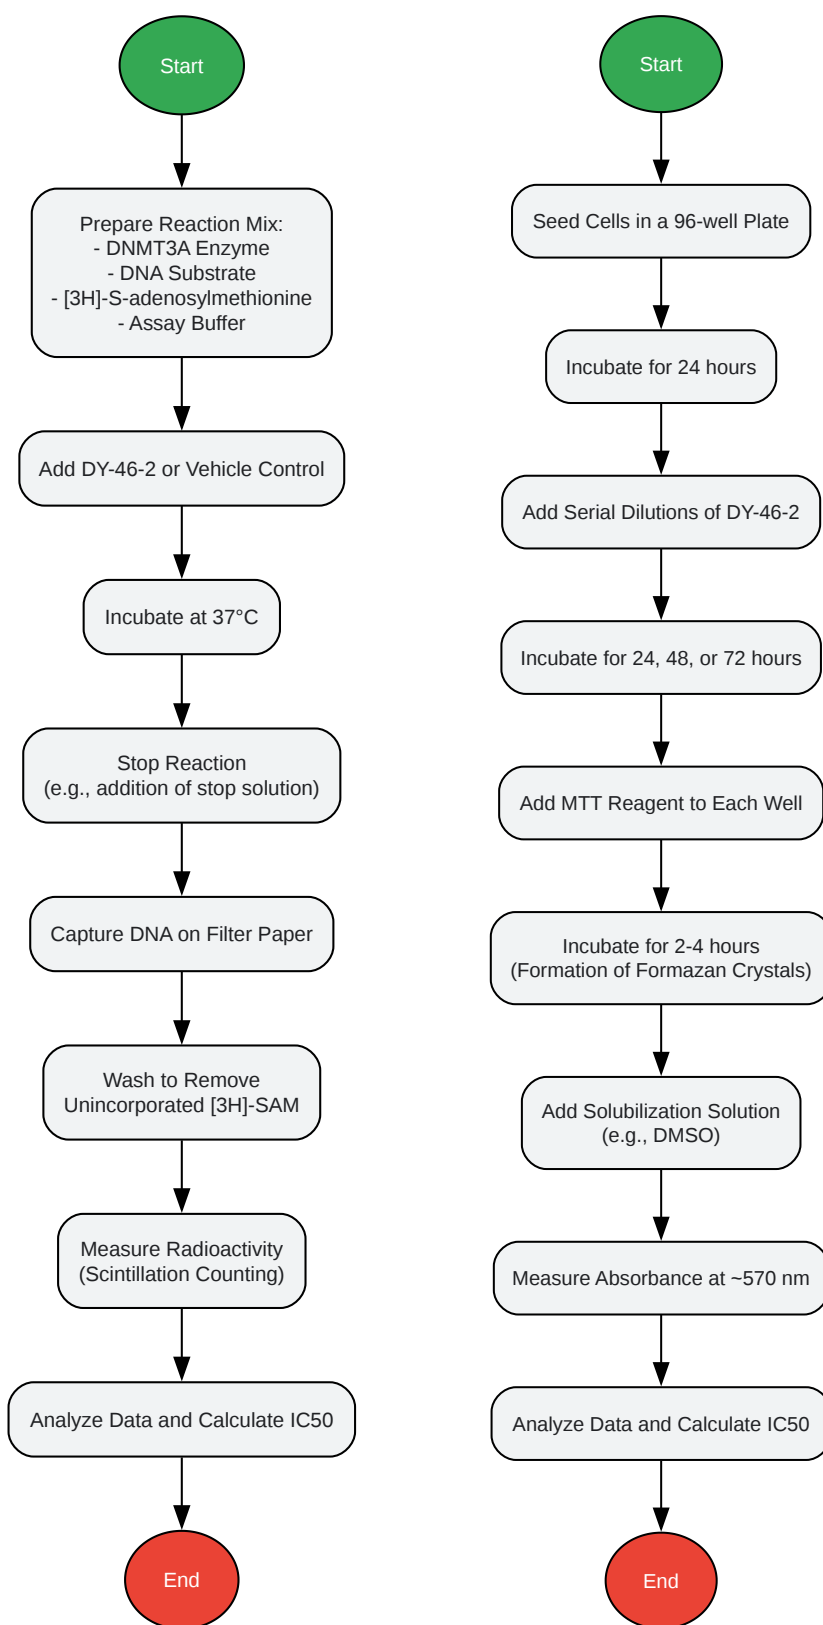 Start
Prepare Reaction Mix:
- DNMT3A Enzyme
- DNA Substrate
- [3H]-S-adenosylmethionine
- Assay Buffer
Add DY-46-2 or Vehicle Control
Incubate at 37°C
Stop Reaction
(e.g., addition of stop solution)
Capture DNA on Filter Paper
Wash to Remove
Unincorporated [3H]-SAM
Measure Radioactivity
(Scintillation Counting)
Analyze Data and Calculate IC50
End
Start
Seed Cells in a 96-well Plate
Incubate for 24 hours
Add Serial Dilutions of DY-46-2
Incubate for 24, 48, or 72 hours
Add MTT Reagent to Each Well
Incubate for 2-4 hours
(Formation of Formazan Crystals)
Add Solubilization Solution
(e.g., DMSO)
Measure Absorbance at ~570 nm
Analyze Data and Calculate IC50
End